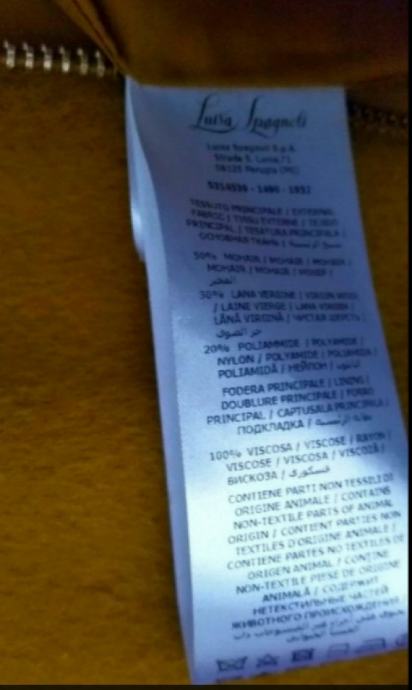 Luisa Spagnoli
Luisa Spagnoli S.p.A.
Strada S. Lucia,71
06125 Perugia (PG)
TESSUTO PRINCIPALE / EXTERNAL
FABRIC / TISSU EXTERNE / TEJIDO
PRINCIPAL / TESATURA PRINCIPALA /
ОСНОВНАЯ ТКАНЬ /
50% MOHAIR / MOHAIR / MOHAIR /
MOHAIR / MOHAIR / МОХЕР /
30% LANA VERGINE / VIRGIN WOOL
/ LAINE VIERGE / LANA VIRGEN /
LÂNĂ VIRGINĂ / ЧИСТАЯ ШЕРСТЬ /
20% POLIAMMIDE / POLYAMIDE /
NYLON / POLYAMIDE / POLIAMIDA /
POLIAMIDĂ / НЕЙЛОН /
FODERA PRINCIPALE / LINING /
DOUBLURE PRINCIPALE / FORRO
PRINCIPAL / CAPTUSALA PRINCIPALA /
ПОДКЛАДКА /
100% VISCOSA / VISCOSE / RAYON /
VISCOSE / VISCOSA / VISCOZĂ /
ВИСКОЗА / فسكوزي
CONTIENE PARTI NON TESSILI DI
ORIGINE ANIMALE / CONTAINS
NON-TEXTILE PARTS OF ANIMAL
ORIGIN / CONTIENT PARTIES NON
TEXTILES D'ORIGINE ANIMALE /
CONTIENE PARTES NO TEXTILES DE
ORIGEN ANIMAL / CONȚINE
NON-TEXTILE PIESE DE ORIGINE
ANIMALĂ / СОДЕРЖИТ
НЕТЕКСТИЛЬНЫЕ ЧАСТЕЙ
ЖИВОТНОГО ПРОИСХОЖДЕНИЯ